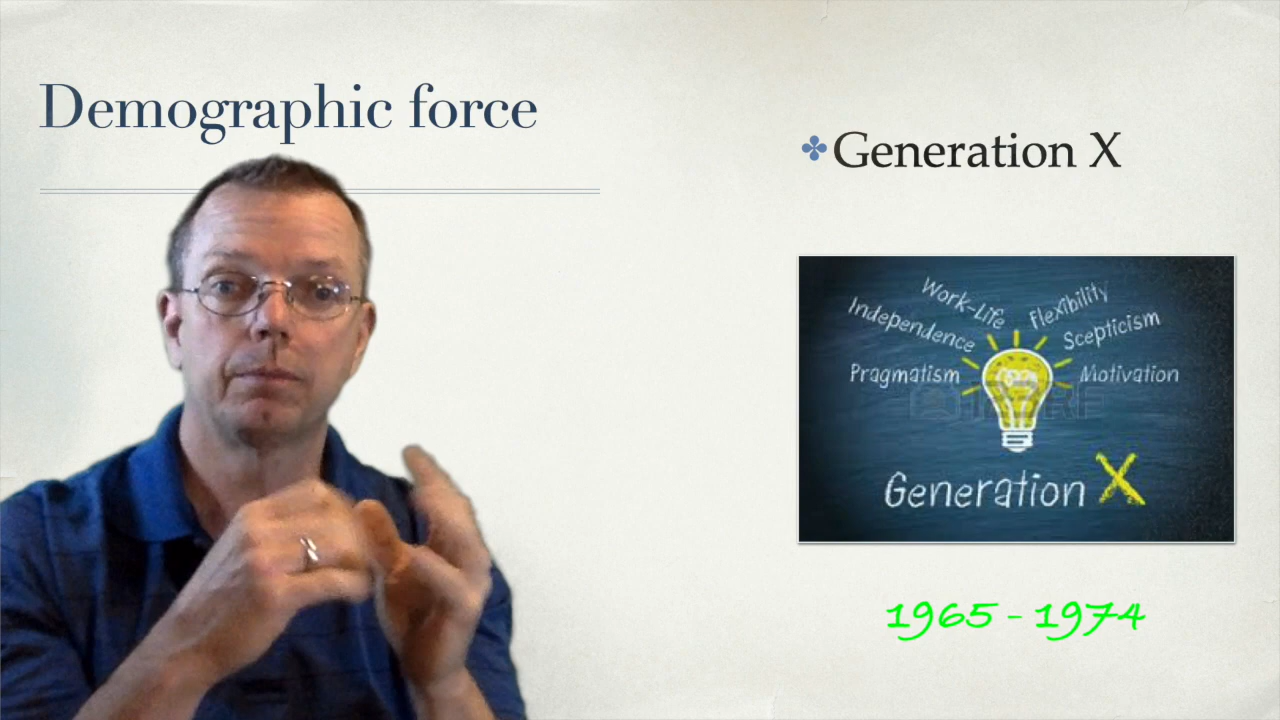 Demographic force
Generation X
Work-Life
Flexibility
Independence
Scepticism
Pragmatism
Motivation
Generation X
1965 - 1974